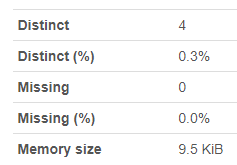 Distinct 4
Distinct (%) 0.3%
Missing 0
Missing (%) 0.0%
Memory size 9.5 KiB